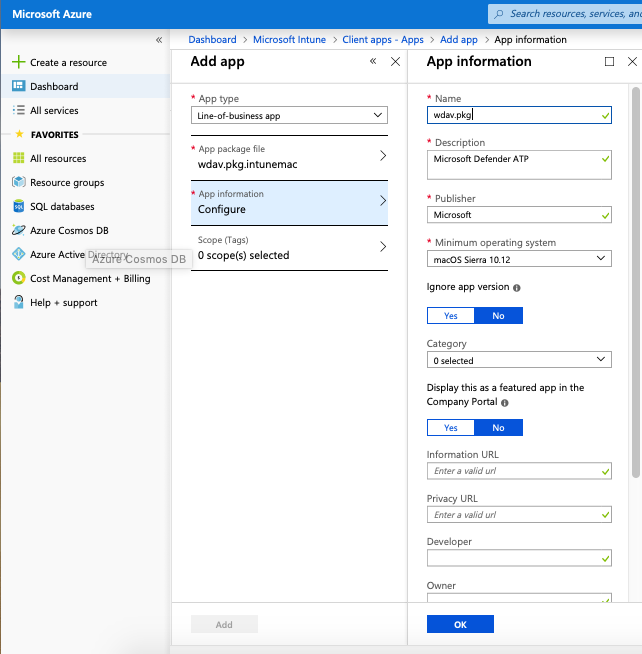 Microsoft Azure
Search resources, services, and
«
Create a resource
Dashboard
All services
FAVORITES
All resources
Resource groups
SQL databases
Azure Cosmos DB
Azure Active Directory
Azure Cosmos DB
Cost Management + Billing
Help + support
Dashboard > Microsoft Intune > Client apps - Apps > Add app > App information
Add app
* App type
Line-of-business app
* App package file
wdav.pkg.intunemac
* App information
Configure
Scope (Tags)
0 scope(s) selected
Add
App information
* Name
wdav.pkg
* Description
Microsoft Defender ATP
* Publisher
Microsoft
* Minimum operating system
macOS Sierra 10.12
Ignore app version
Yes No
Category
0 selected
Display this as a featured app in the
Company Portal
Yes No
Information URL
Enter a valid url
Privacy URL
Enter a valid url
Developer
Owner
OK